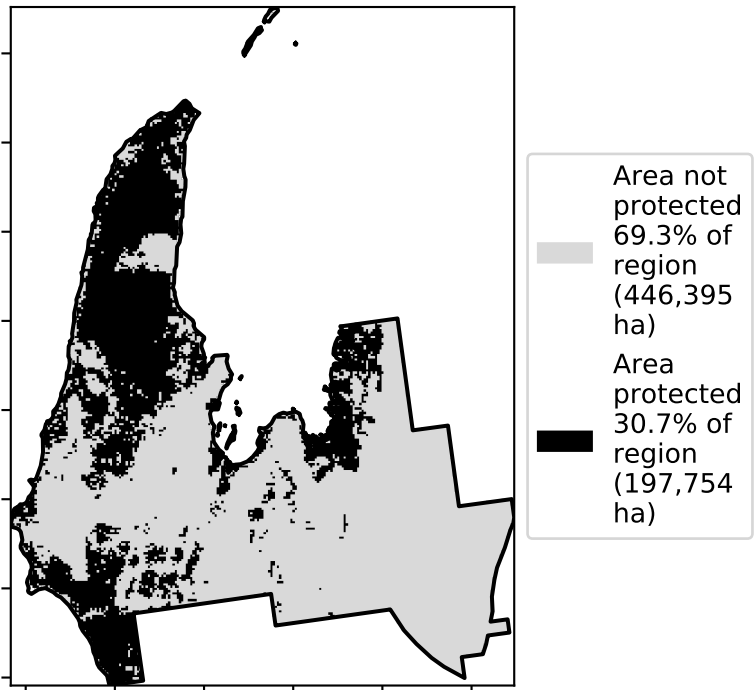 Area not
protected
69.3% of
region
(446,395
ha)
Area
protected
30.7% of
region
(197,754
ha)